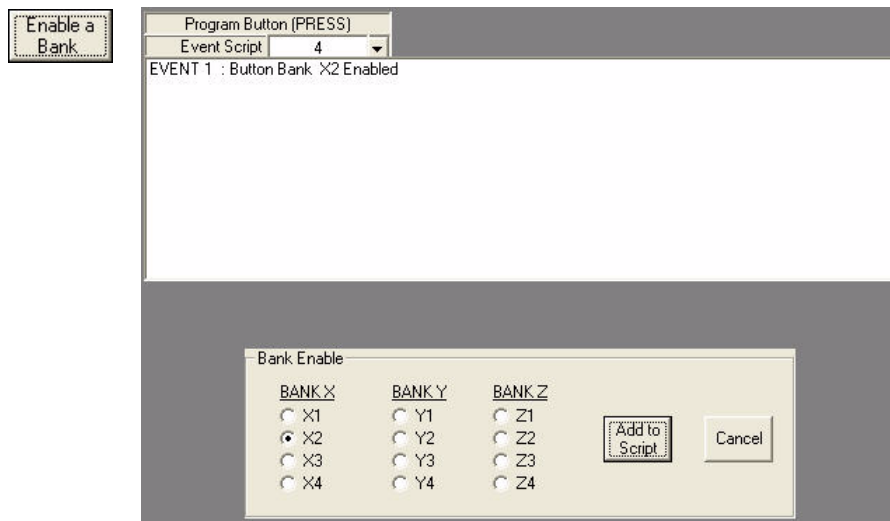 Enable a
Bank
Program Button (PRESS)
Event Script 4
EVENT 1 : Button Bank X2 Enabled
Bank Enable
BANK X BANK Y BANK Z
X1 Y1 Z1
X2 Y2 Z2
X3 Y3 Z3
X4 Y4 Z4
Add to
Script
Cancel